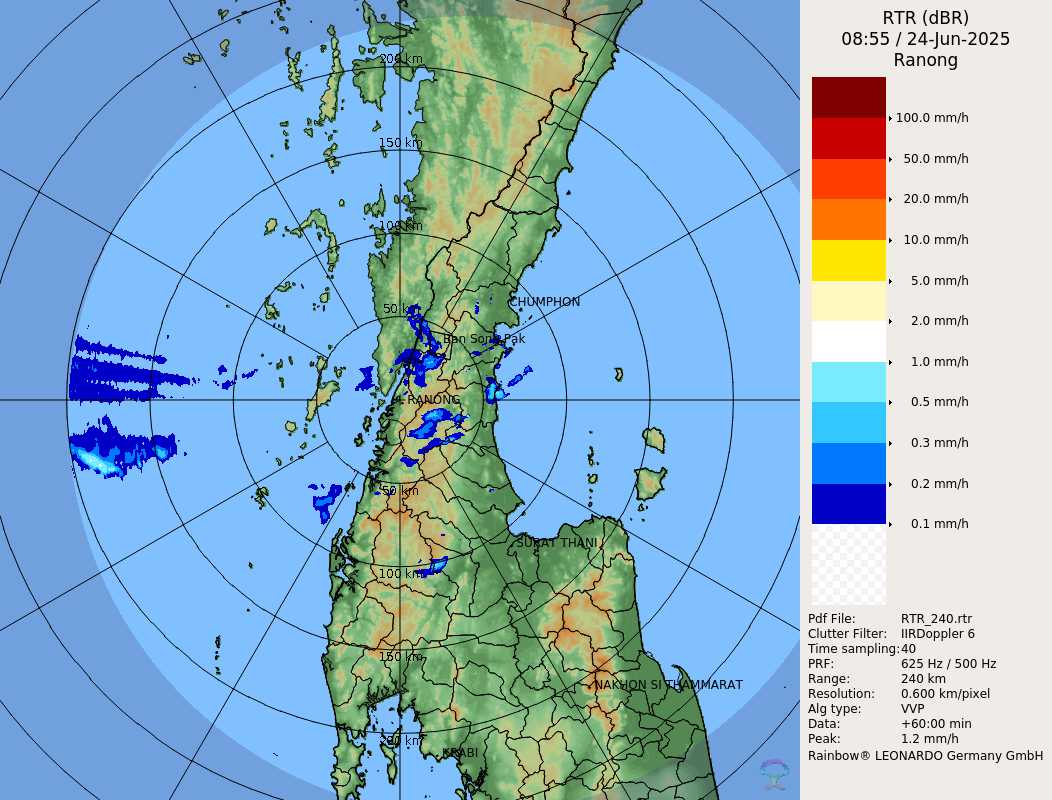 RTR (dBR)
08:55 / 24-Jun-2025
Ranong
100.0 mm/h
50.0 mm/h
20.0 mm/h
10.0 mm/h
5.0 mm/h
2.0 mm/h
1.0 mm/h
0.5 mm/h
0.3 mm/h
0.2 mm/h
0.1 mm/h
Pdf File: RTR_240.rtr
Clutter Filter: IIRDoppler 6
Time sampling:40
PRF: 625 Hz / 500 Hz
Range: 240 km
Resolution: 0.600 km/pixel
Alg type: VVP
Data: +60:00 min
Peak: 1.2 mm/h
Rainbow® LEONARDO Germany GmbH
200 km
150 km
100 km
CHUMPHON
50 km
Ban Song Pak
RANONG
50 km
SURAT THANI
100 km
150 km
NAKHON SI THAMMARAT
200 km
KRABI